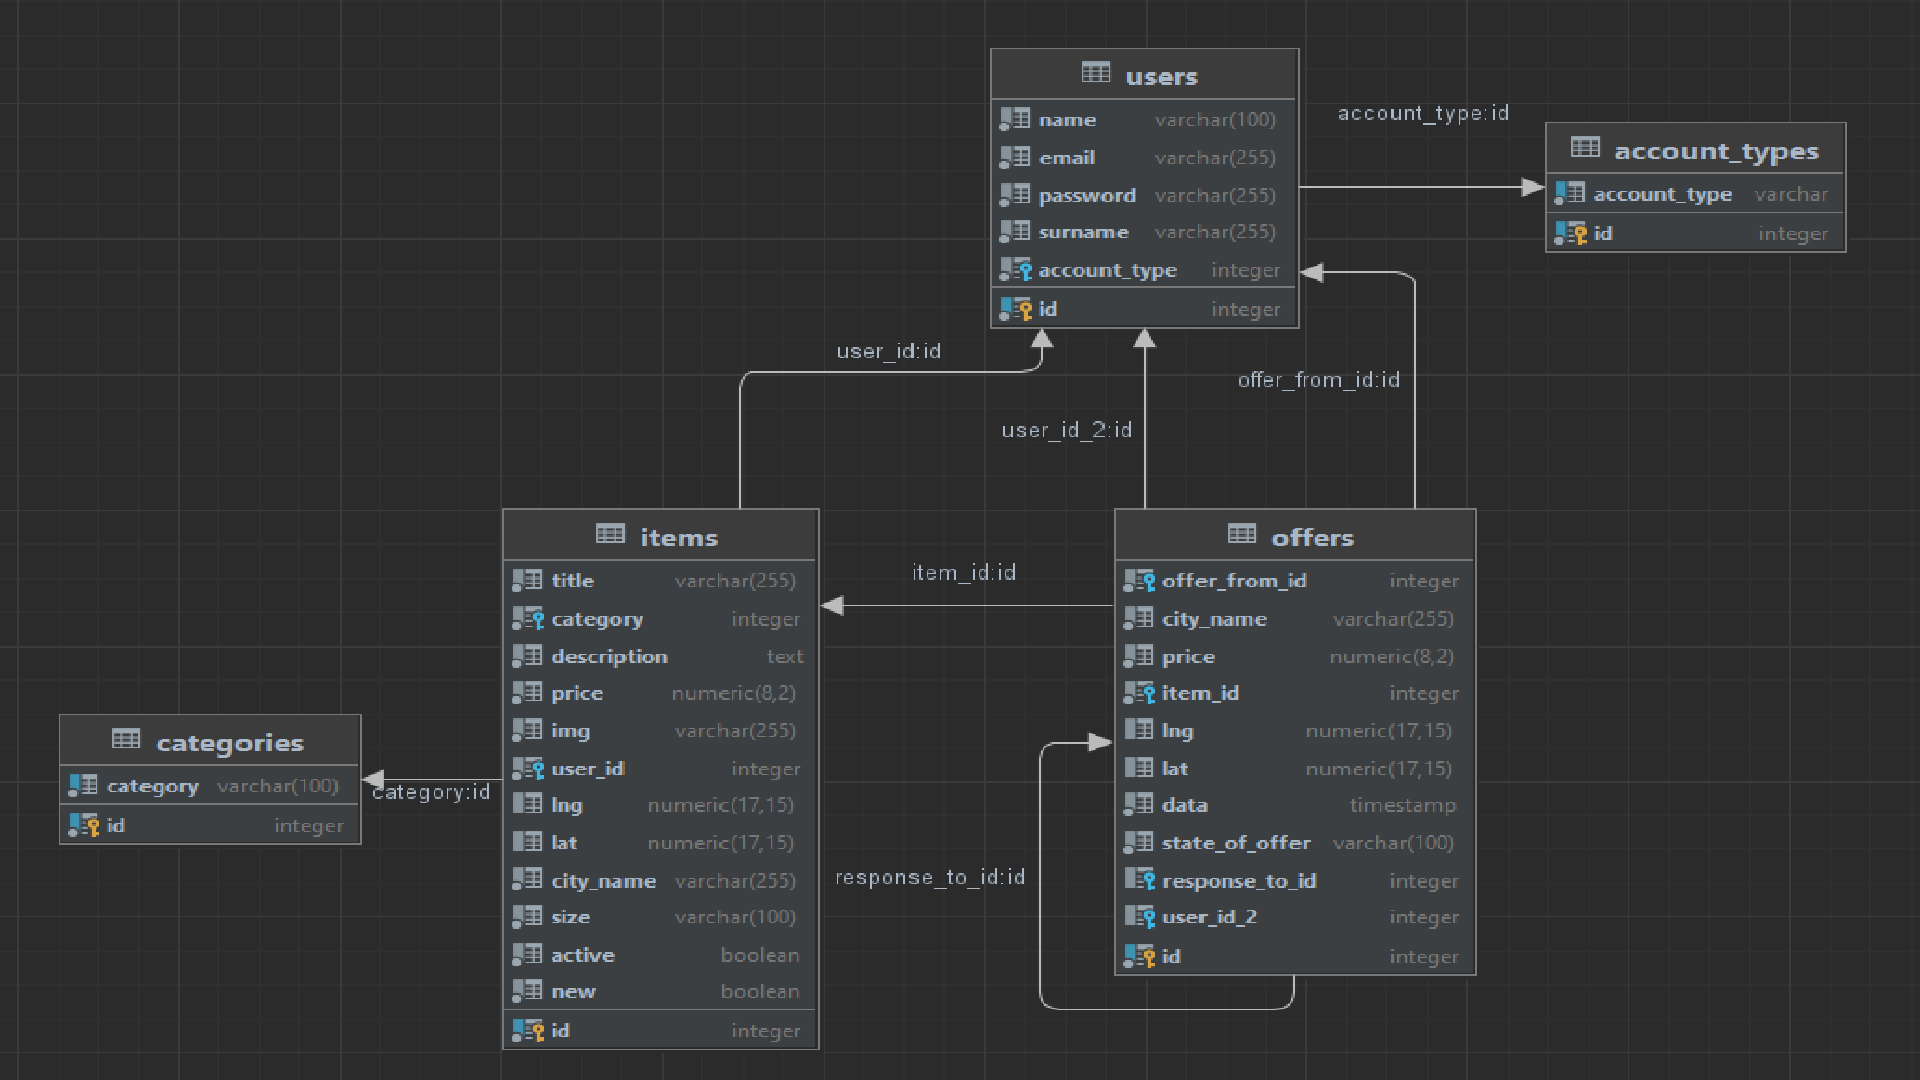 users
name varchar(100)
email varchar(255)
password varchar(255)
surname varchar(255)
account_type integer
id integer
account_type:id
account_types
account_type varchar
id integer
user_id:id
user_id_2:id
offer_from_id:id
items
title varchar(255)
category integer
description text
price numeric(8,2)
img varchar(255)
user_id integer
lng numeric(17,15)
lat numeric(17,15)
city_name varchar(255)
size varchar(100)
active boolean
new boolean
id integer
item_id:id
offers
offer_from_id integer
city_name varchar(255)
price numeric(8,2)
item_id integer
lng numeric(17,15)
lat numeric(17,15)
data timestamp
state_of_offer varchar(100)
response_to_id integer
user_id_2 integer
id integer
categories
category varchar(100)
id integer
category:id
response_to_id:id